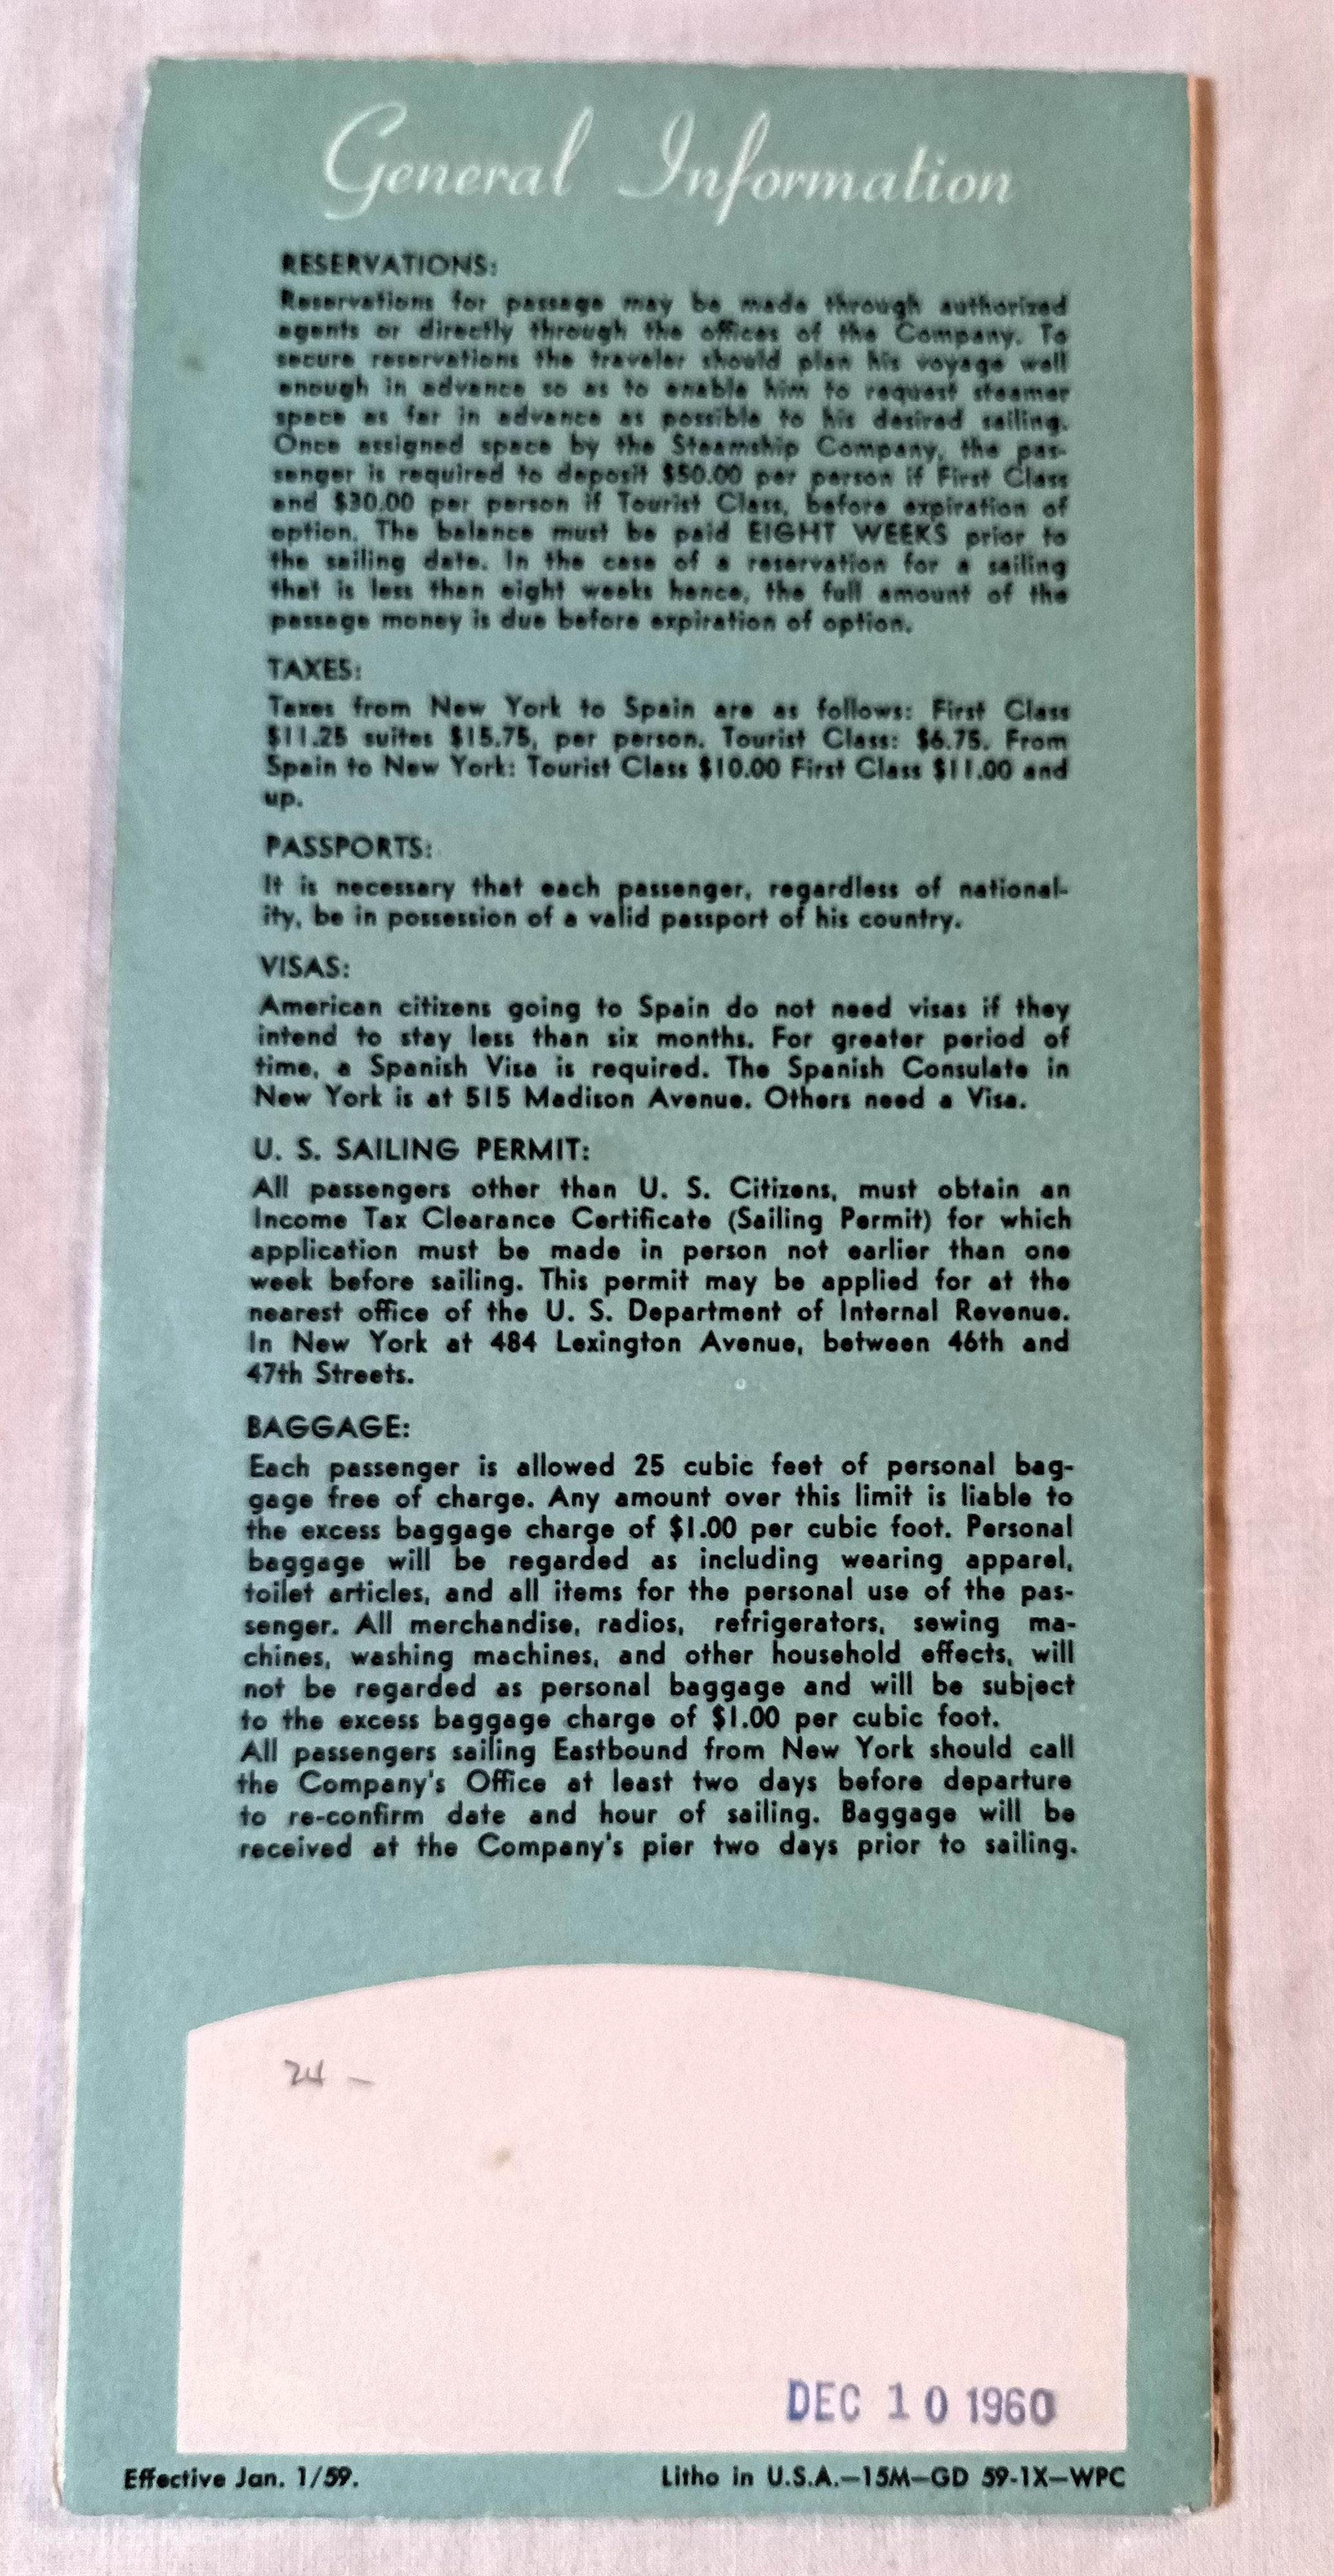 General Information
RESERVATIONS:
Reservations for passage may be made through authorized
agents or directly through the offices of the Company. To
secure reservations the traveler should plan his voyage well
enough in advance so as to enable him to request steamer
space as far in advance as possible to his desired sailing.
Once assigned space by the Steamship Company, the pas-
senger is required to deposit $50.00 per person if First Class
and $30.00 per person if Tourist Class, before expiration of
option. The balance must be paid EIGHT WEEKS prior to
the sailing date. In the case of a reservation for a sailing
that is less than eight weeks hence, the full amount of the
passage money is due before expiration of option.
TAXES:
Taxes from New York to Spain are as follows: First Class
$11.25 suites $15.75, per person. Tourist Class: $6.75. From
Spain to New York: Tourist Class $10.00 First Class $11.00 and
up.
PASSPORTS:
It is necessary that each passenger, regardless of national-
ity, be in possession of a valid passport of his country.
VISAS:
American citizens going to Spain do not need visas if they
intend to stay less than six months. For greater period of
time, a Spanish Visa is required. The Spanish Consulate in
New York is at 515 Madison Avenue. Others need a Visa.
U. S. SAILING PERMIT:
All passengers other than U. S. Citizens, must obtain an
Income Tax Clearance Certificate (Sailing Permit) for which
application must be made in person not earlier than one
week before sailing. This permit may be applied for at the
nearest office of the U. S. Department of Internal Revenue.
In New York at 484 Lexington Avenue, between 46th and
47th Streets.
BAGGAGE:
Each passenger is allowed 25 cubic feet of personal bag-
gage free of charge. Any amount over this limit is liable to
the excess baggage charge of $1.00 per cubic foot. Personal
baggage will be regarded as including wearing apparel,
toilet articles, and all items for the personal use of the pas-
senger. All merchandise, radios, refrigerators, sewing ma-
chines, washing machines, and other household effects, will
not be regarded as personal baggage and will be subject
to the excess baggage charge of $1.00 per cubic foot.
All passengers sailing Eastbound from New York should call
the Company's Office at least two days before departure
to re-confirm date and hour of sailing. Baggage will be
received at the Company's pier two days prior to sailing.
24 –
DEC 10 1960
Effective Jan. 1/59.
Litho in U.S.A.—15M—GD 59-1X—WPC